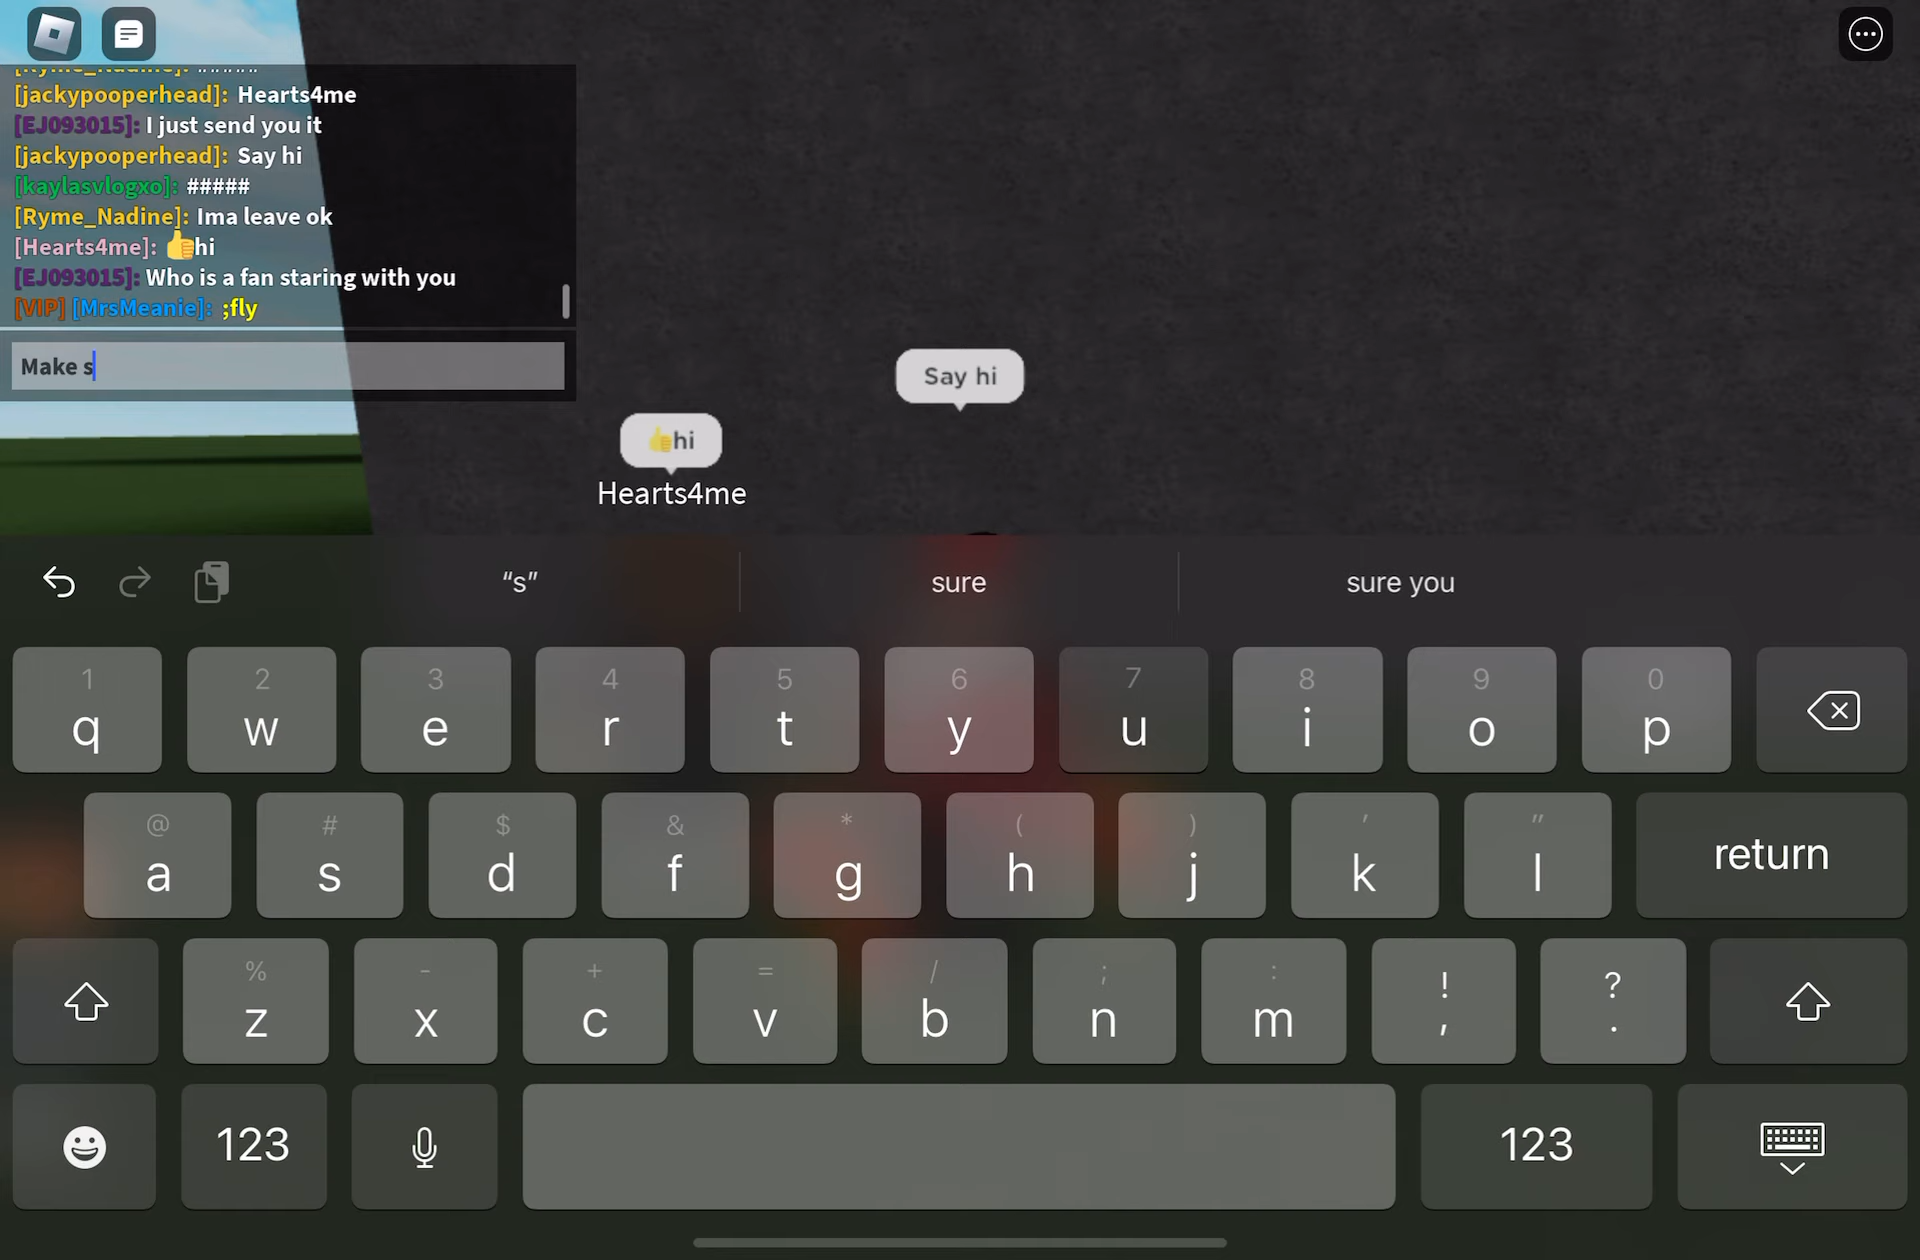 [Ryme_Nadine]: #####
[jackypooperhead]: Hearts4me
[EJ093015]: I just send you it
[jackypooperhead]: Say hi
[kaylasvlogxo]: #####
[Ryme_Nadine]: Ima leave ok
[Hearts4me]: 👍hi
[EJ093015]: Who is a fan staring with you
[VIP] [MrsMeanie]: ;fly
Make s
Say hi
👍hi
Hearts4me
“s” sure sure you
1 2 3 4 5 6 7 8 9 0
q w e r t y u i o p
@ # $ & * ( ) ' "
a s d f g h j k l return
% - + = / ; : ! ?
z x c v b n m , .
123 123